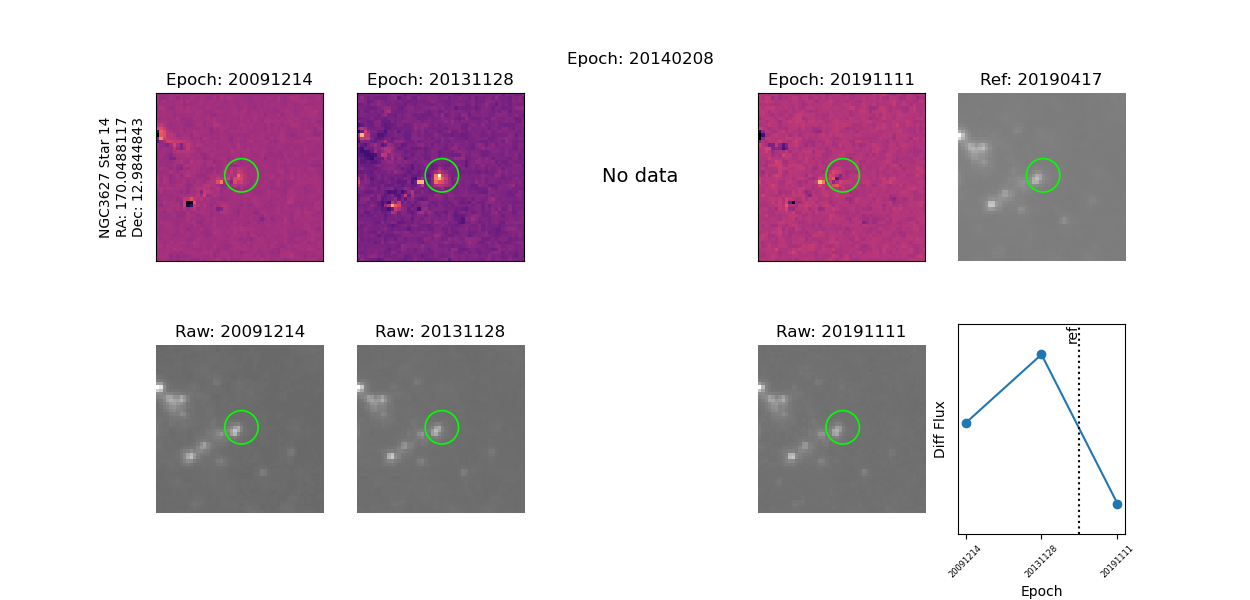 Epoch: 20140208
Epoch: 20091214
Epoch: 20131128
Epoch: 20191111
Ref: 20190417
NGC3627 Star 14
RA: 170.0488117
Dec: 12.9844843
No data
Raw: 20091214
Raw: 20131128
Raw: 20191111
ref
Diff Flux
20091214
20131128
20191111
Epoch